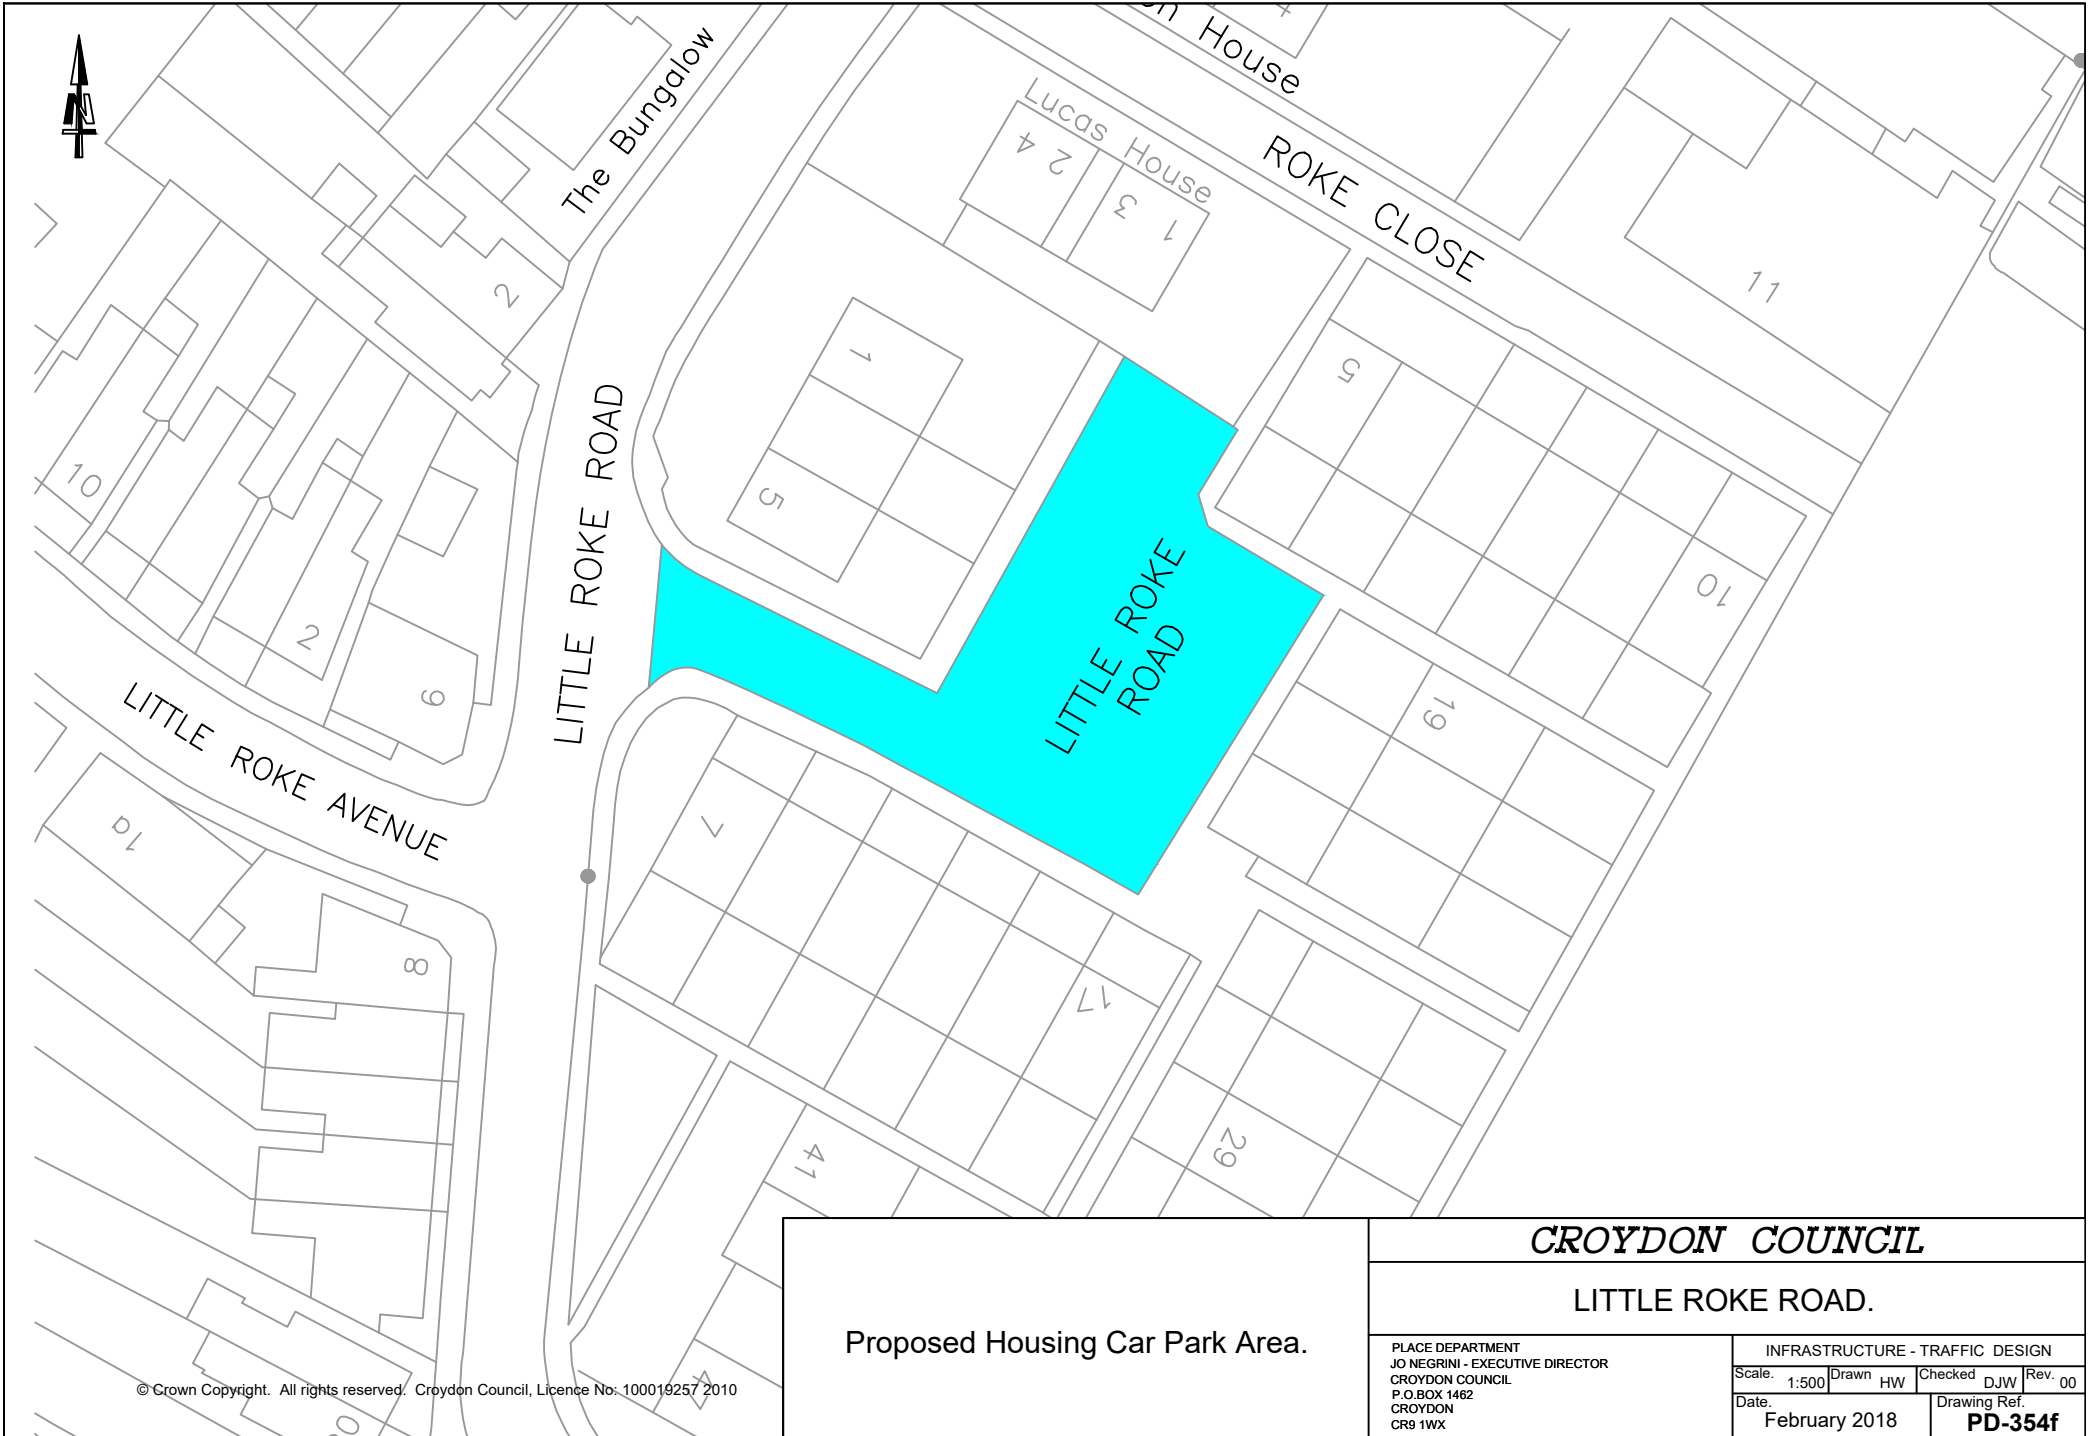 House
4
The Bungalow
Lucas House
4 2
3 1
ROKE CLOSE
11
2
1
5
5
10
LITTLE ROKE ROAD
LITTLE ROKE
ROAD
10
2
9
19
LITTLE ROKE AVENUE
1a
7
8
17
41
29
47
© Crown Copyright. All rights reserved. Croydon Council, Licence No: 100019257 2010
Proposed Housing Car Park Area.
CROYDON COUNCIL
LITTLE ROKE ROAD.
PLACE DEPARTMENT
JO NEGRINI - EXECUTIVE DIRECTOR
CROYDON COUNCIL
P.O.BOX 1462
CROYDON
CR9 1WX
INFRASTRUCTURE - TRAFFIC DESIGN
Scale. 1:500 Drawn HW Checked DJW Rev. 00
Date. February 2018
Drawing Ref. PD-354f
N